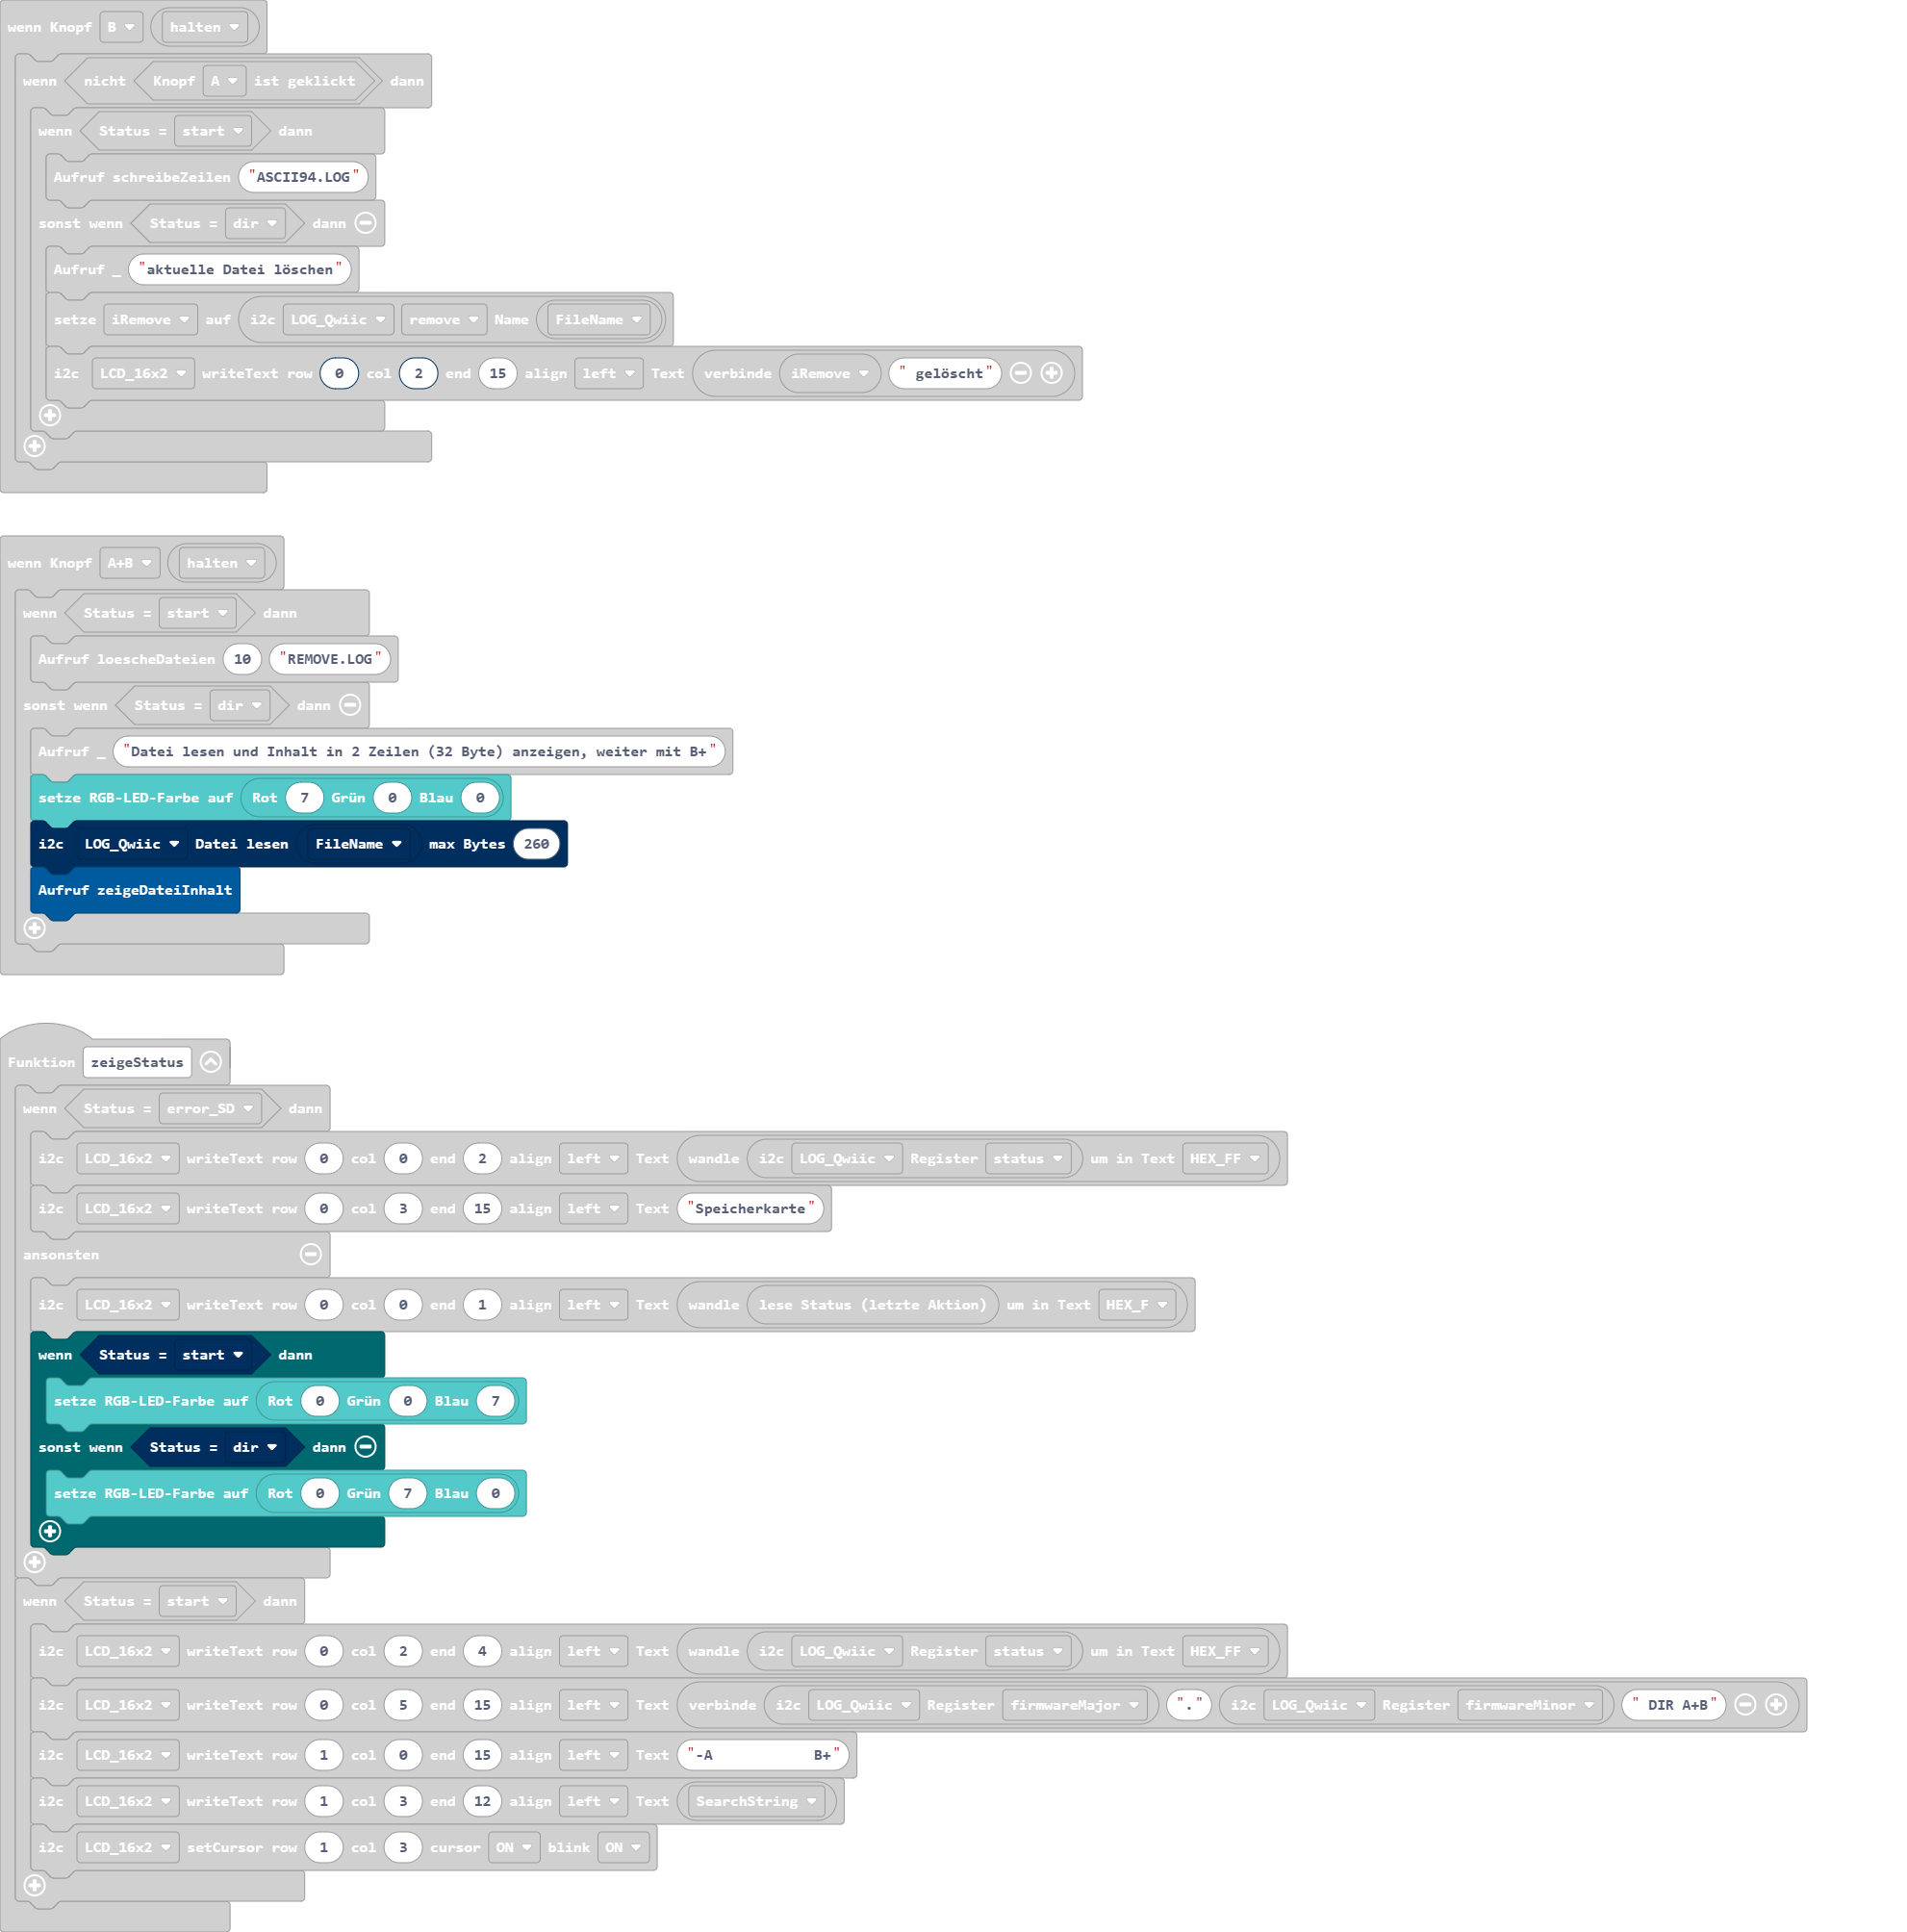 wenn Knopf B halten
wenn nicht Knopf A ist geklickt dann
wenn Status = start dann
Aufruf schreibeZeilen "ASCII94.LOG"
sonst wenn Status = dir dann
Aufruf _ "aktuelle Datei löschen"
setze iRemove auf i2c LOG_Qwiic remove Name FileName
i2c LCD_16x2 writeText row 0 col 2 end 15 align left Text verbinde iRemove " gelöscht"
wenn Knopf A+B halten
wenn Status = start dann
Aufruf loescheDateien 10 "REMOVE.LOG"
sonst wenn Status = dir dann
Aufruf _ "Datei lesen und Inhalt in 2 Zeilen (32 Byte) anzeigen, weiter mit B+"
setze RGB-LED-Farbe auf Rot 7 Grün 0 Blau 0
i2c LOG_Qwiic Datei lesen FileName max Bytes 260
Aufruf zeigeDateiInhalt
Funktion zeigeStatus
wenn Status = error_SD dann
i2c LCD_16x2 writeText row 0 col 0 end 2 align left Text wandle i2c LOG_Qwiic Register status um in Text HEX_FF
i2c LCD_16x2 writeText row 0 col 3 end 15 align left Text "Speicherkarte"
ansonsten
i2c LCD_16x2 writeText row 0 col 0 end 1 align left Text wandle lese Status (letzte Aktion) um in Text HEX_F
wenn Status = start dann
setze RGB-LED-Farbe auf Rot 0 Grün 0 Blau 7
sonst wenn Status = dir dann
setze RGB-LED-Farbe auf Rot 0 Grün 7 Blau 0
wenn Status = start dann
i2c LCD_16x2 writeText row 0 col 2 end 4 align left Text wandle i2c LOG_Qwiic Register status um in Text HEX_FF
i2c LCD_16x2 writeText row 0 col 5 end 15 align left Text verbinde i2c LOG_Qwiic Register firmwareMajor "." i2c LOG_Qwiic Register firmwareMinor " DIR A+B"
i2c LCD_16x2 writeText row 1 col 0 end 15 align left Text "-A            B+"
i2c LCD_16x2 writeText row 1 col 3 end 12 align left Text SearchString
i2c LCD_16x2 setCursor row 1 col 3 cursor ON blink ON